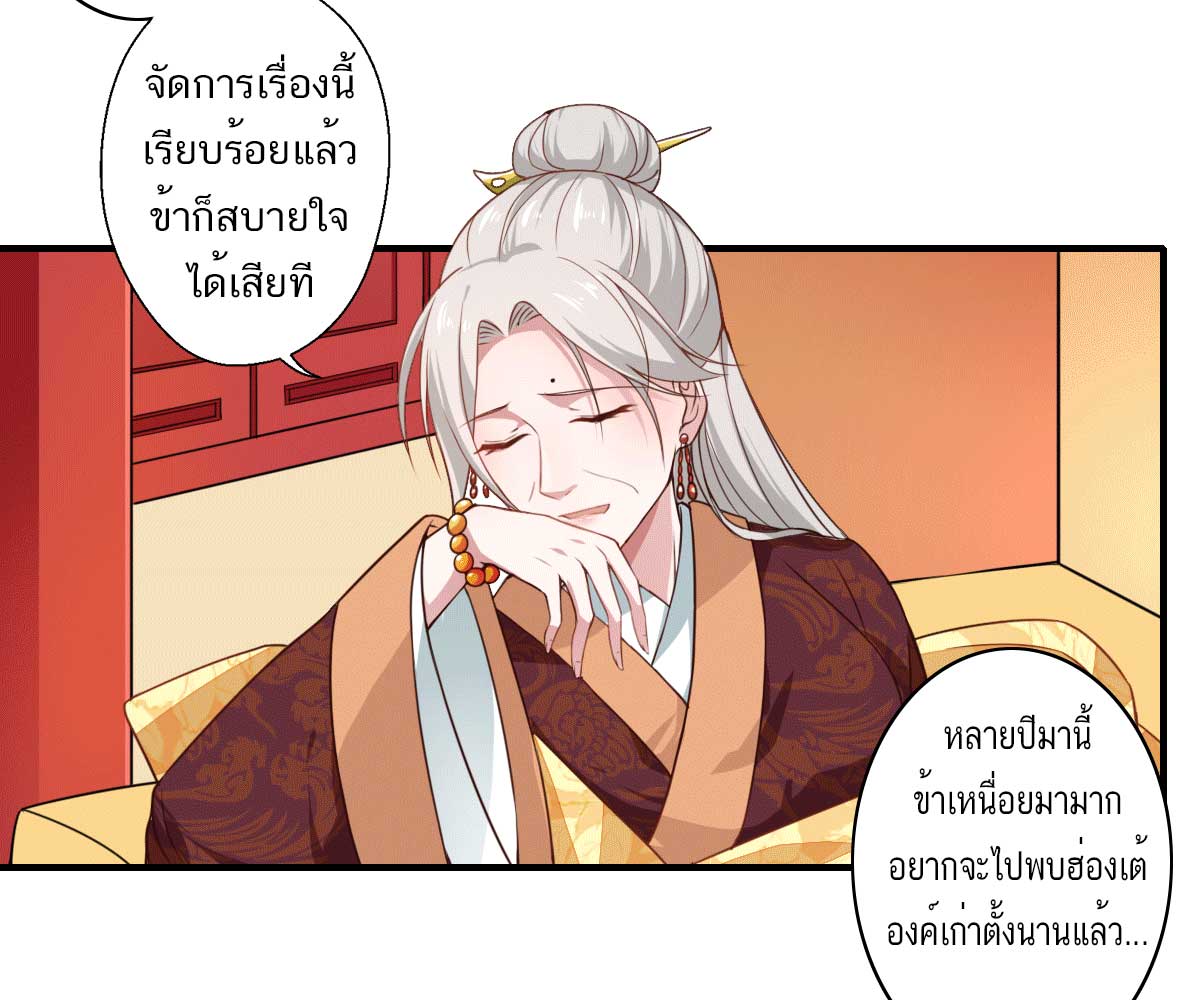 จัดการเรื่องนี้
เรียบร้อยแล้ว
ข้าก็สบายใจ
ได้เสียที
หลายปีมานี้
ข้าเหนื่อยมามาก
อยากจะไปพบฮ่องเต้
องค์เก่าตั้งนานแล้ว...